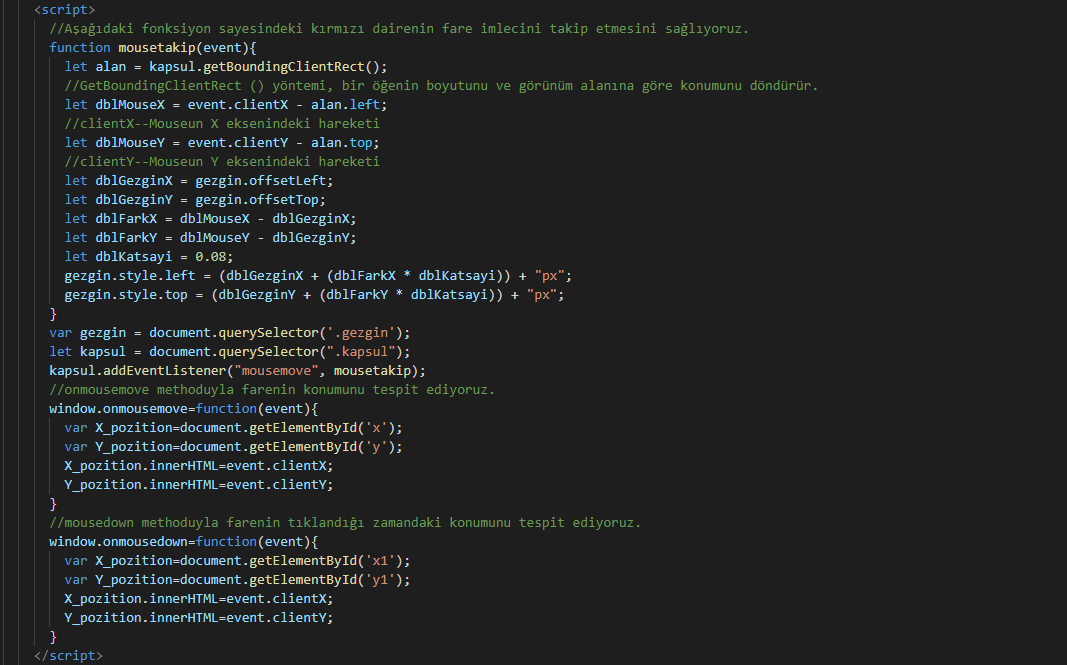 <script>
//Aşağıdaki fonksiyon sayesindeki kırmızı dairenin fare imlecini takip etmesini sağlıyoruz.
function mousetakip(event){
let alan = kapsul.getBoundingClientRect();
//GetBoundingClientRect () yöntemi, bir öğenin boyutunu ve görünüm alanına göre konumunu döndürür.
let dblMouseX = event.clientX - alan.left;
//clientX--Mouseun X eksenindeki hareketi
let dblMouseY = event.clientY - alan.top;
//clientY--Mouseun Y eksenindeki hareketi
let dblGezginX = gezgin.offsetLeft;
let dblGezginY = gezgin.offsetTop;
let dblFarkX = dblMouseX - dblGezginX;
let dblFarkY = dblMouseY - dblGezginY;
let dblKatsayi = 0.08;
gezgin.style.left = (dblGezginX + (dblFarkX * dblKatsayi)) + "px";
gezgin.style.top = (dblGezginY + (dblFarkY * dblKatsayi)) + "px";
}
var gezgin = document.querySelector('.gezgin');
let kapsul = document.querySelector(".kapsul");
kapsul.addEventListener("mousemove", mousetakip);
//onmousemove methoduyla farenin konumunu tespit ediyoruz.
window.onmousemove=function(event){
var X_pozition=document.getElementById('x');
var Y_pozition=document.getElementById('y');
X_pozition.innerHTML=event.clientX;
Y_pozition.innerHTML=event.clientY;
}
//mousedown methoduyla farenin tıklandığı zamandaki konumunu tespit ediyoruz.
window.onmousedown=function(event){
var X_pozition=document.getElementById('x1');
var Y_pozition=document.getElementById('y1');
X_pozition.innerHTML=event.clientX;
Y_pozition.innerHTML=event.clientY;
}
</script>